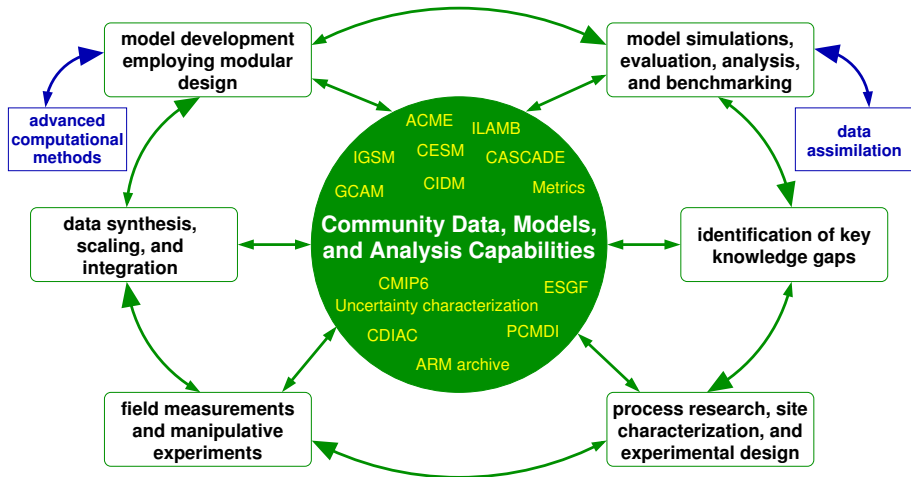 model development
employing modular
design
model simulations,
evaluation, analysis,
and benchmarking
advanced
computational
methods
data
assimilation
ACME
ILAMB
IGSM
CESM
CASCADE
GCAM
CIDM
Metrics
data synthesis,
scaling, and
integration
Community Data, Models,
and Analysis Capabilities
identification of key
knowledge gaps
CMIP6
ESGF
Uncertainty characterization
CDIAC
PCMDI
ARM archive
field measurements
and manipulative
experiments
process research, site
characterization, and
experimental design